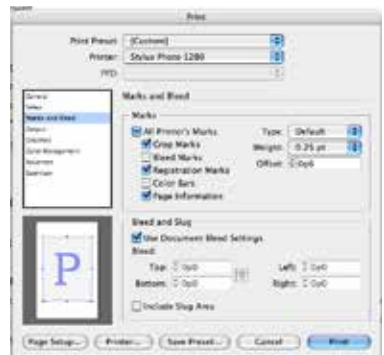 Print
Print Preset: [Custom]
Printer: Stylus Photo 1280
PPD:
General
Setup
Marks and Bleed
Output
Graphics
Color Management
Advanced
Summary
Marks and Bleed
Marks
All Printer's Marks
Crop Marks
Bleed Marks
Registration Marks
Color Bars
Page Information
Type: Default
Weight: 0.25 pt
Offset: 0p6
Bleed and Slug
Use Document Bleed Settings
Bleed:
Top: 0p0
Bottom: 0p0
Left: 0p0
Right: 0p0
Include Slug Area
P
Page Setup...
Printer...
Save Preset...
Cancel
Print